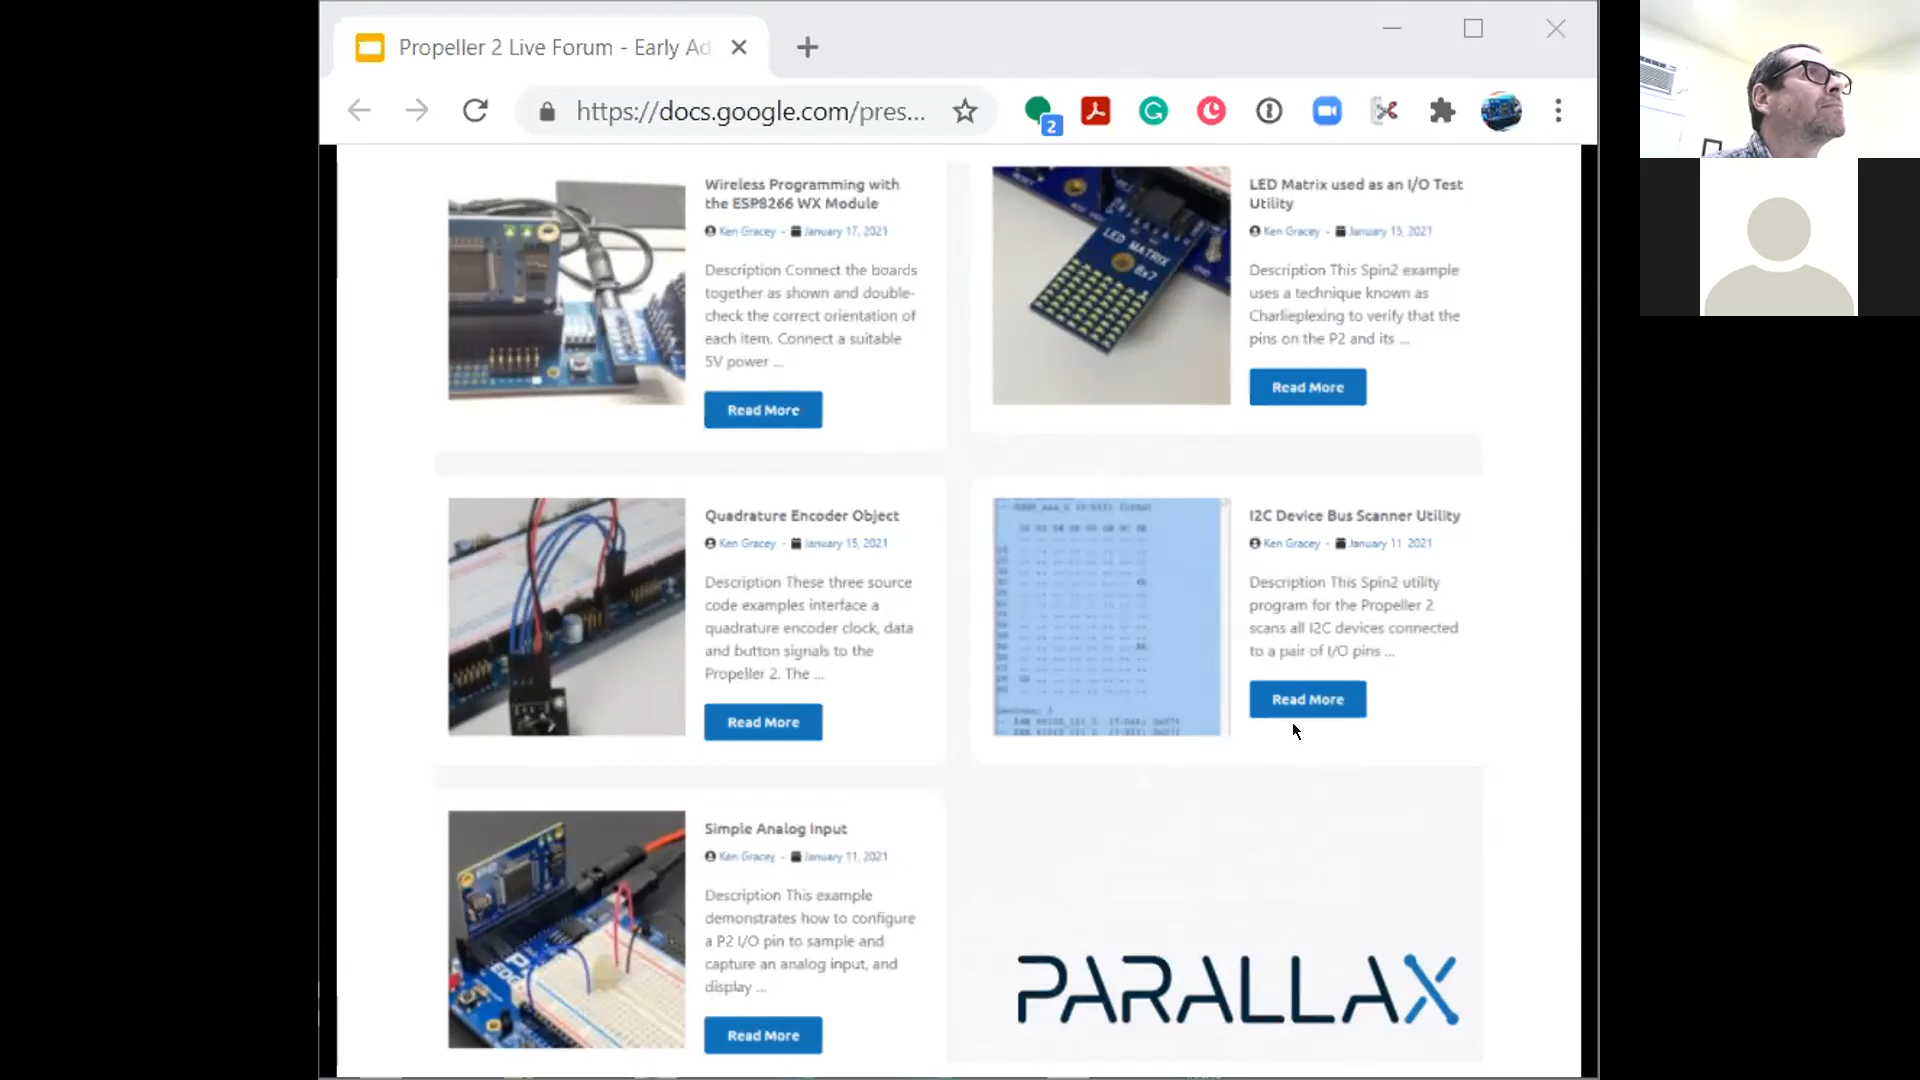 Propeller 2 Live Forum - Early Ad
https://docs.google.com/pres...
2
Wireless Programming with
the ESP8266 WX Module
Ken Gracey - January 17, 2021
Description Connect the boards
together as shown and double-
check the correct orientation of
each item. Connect a suitable
5V power ...
Read More
LED MATRIX
8x7
LED Matrix used as an I/O Test
Utility
Ken Gracey - January 15, 2021
Description This Spin2 example
uses a technique known as
Charlieplexing to verify that the
pins on the P2 and its ...
Read More
Quadrature Encoder Object
Ken Gracey - January 15, 2021
Description These three source
code examples interface a
quadrature encoder clock, data
and button signals to the
Propeller 2. The ...
Read More
I2C Device Bus Scanner Utility
Ken Gracey - January 11 2021
Description This Spin2 utility
program for the Propeller 2
scans all I2C devices connected
to a pair of I/O pins ...
Read More
Simple Analog Input
Ken Gracey - January 11, 2021
Description This example
demonstrates how to configure
a P2 I/O pin to sample and
capture an analog input, and
display ...
Read More
PARALLAX